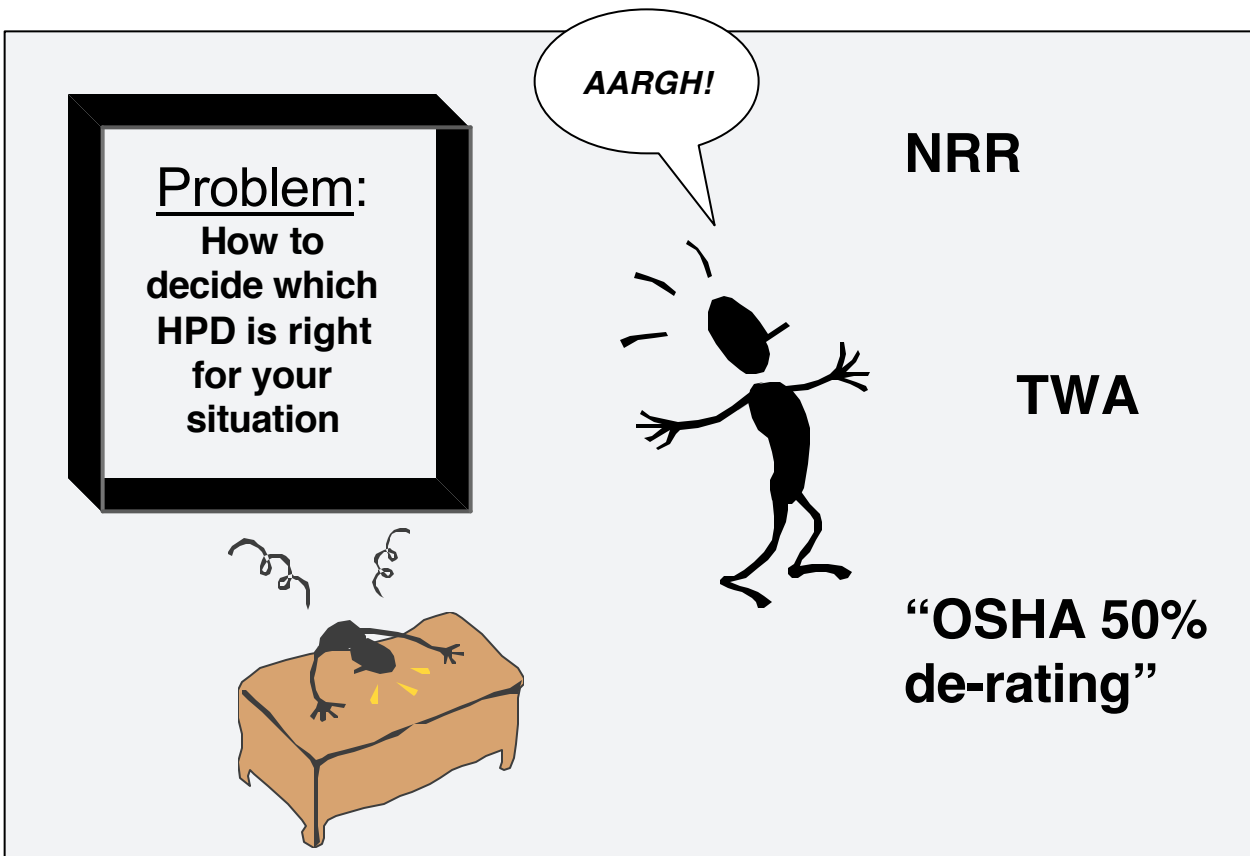 AARGH!
Problem:
How to
decide which
HPD is right
for your
situation
NRR
TWA
“OSHA 50%
de-rating”